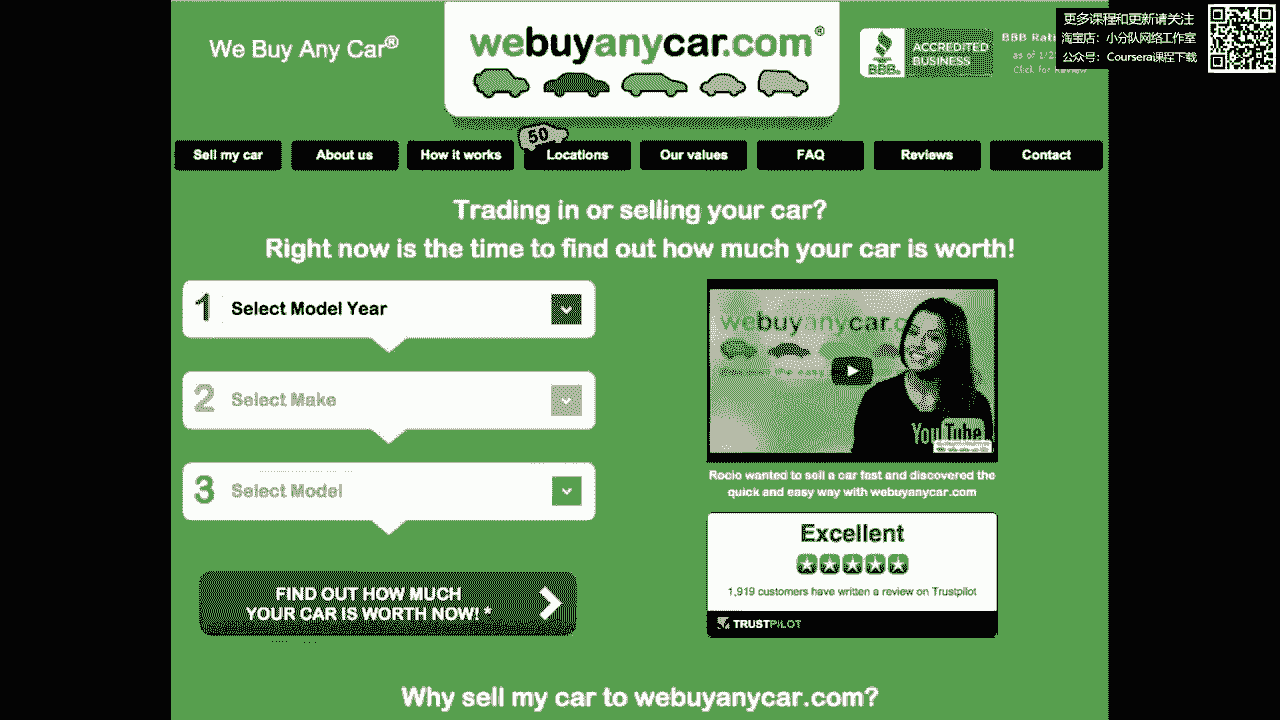 更多课程和更新请关注
淘宝店：小分队网络工作室
公众号：Coursera课程下载
We Buy Any Car®
webuyanycar.com®
BBB.
ACCREDITED
BUSINESS
BBB
as of
Click for Review
50
Sell my car
About us
How it works
Locations
Our values
FAQ
Reviews
Contact
Trading in or selling your car?
Right now is the time to find out how much your car is worth!
1 Select Model Year
2 Select Make
3 Select Model
FIND OUT HOW MUCH
YOUR CAR IS WORTH NOW! *
webuyanycar.c
YouTube
Rocio wanted to sell a car fast and discovered the
quick and easy way with webuyanycar.com
Excellent
1,919 customers have written a review on Trustpilot
TRUSTPILOT
Why sell my car to webuyanycar.com?